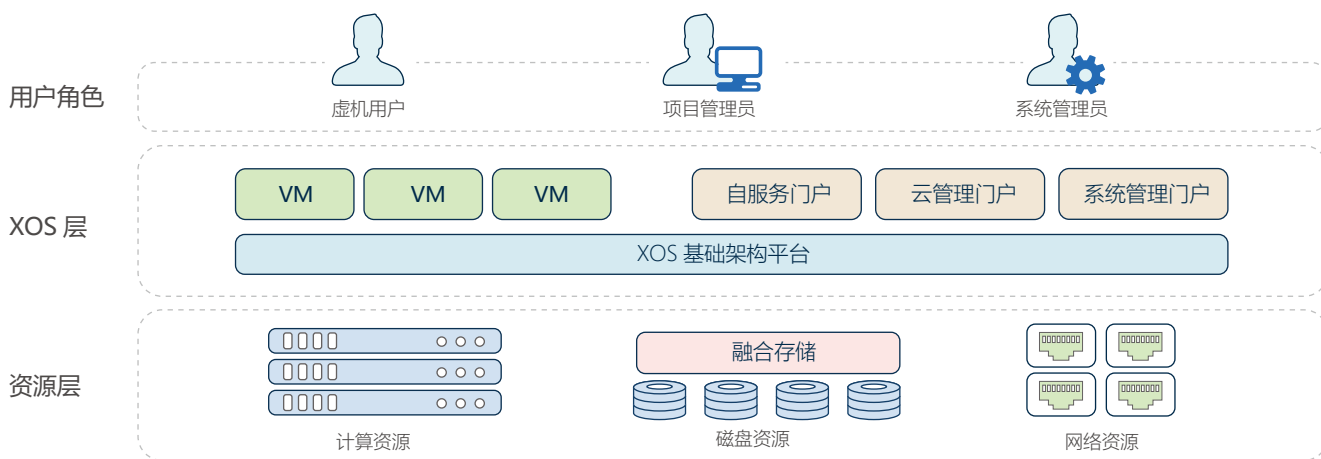 用户角色
虚机用户
项目管理员
系统管理员
XOS 层
VM
VM
VM
自服务门户
云管理门户
系统管理门户
XOS 基础架构平台
资源层
融合存储
计算资源
磁盘资源
网络资源